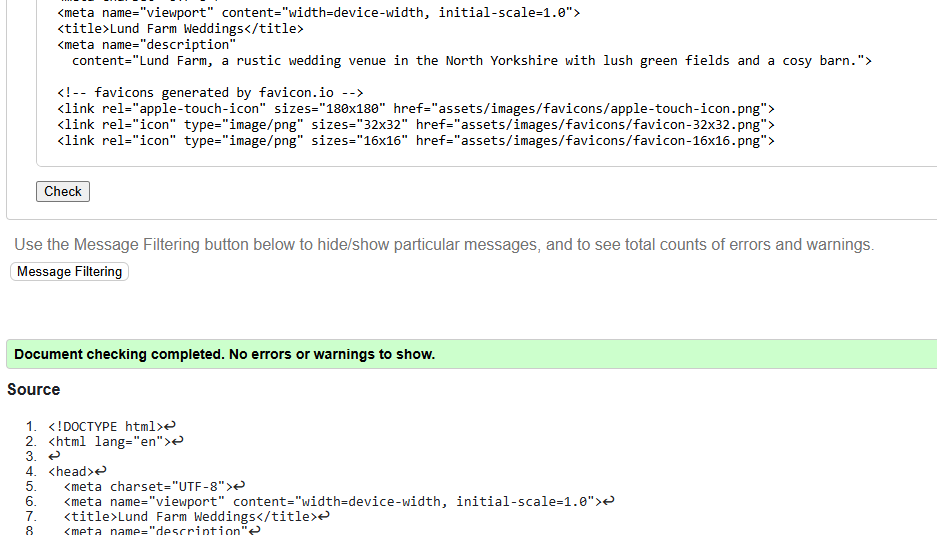 <meta name="viewport" content="width=device-width, initial-scale=1.0">
<title>Lund Farm Weddings</title>
<meta name="description"
content="Lund Farm, a rustic wedding venue in the North Yorkshire with lush green fields and a cosy barn.">
<!-- favicons generated by favicon.io -->
<link rel="apple-touch-icon" sizes="180x180" href="assets/images/favicons/apple-touch-icon.png">
<link rel="icon" type="image/png" sizes="32x32" href="assets/images/favicons/favicon-32x32.png">
<link rel="icon" type="image/png" sizes="16x16" href="assets/images/favicons/favicon-16x16.png">
Check
Use the Message Filtering button below to hide/show particular messages, and to see total counts of errors and warnings.
Message Filtering
Document checking completed. No errors or warnings to show.
Source
1. <!DOCTYPE html>↩
2. <html lang="en">↩
3. ↩
4. <head>↩
5. <meta charset="UTF-8">↩
6. <meta name="viewport" content="width=device-width, initial-scale=1.0">↩
7. <title>Lund Farm Weddings</title>↩
8 <meta name="description"↩